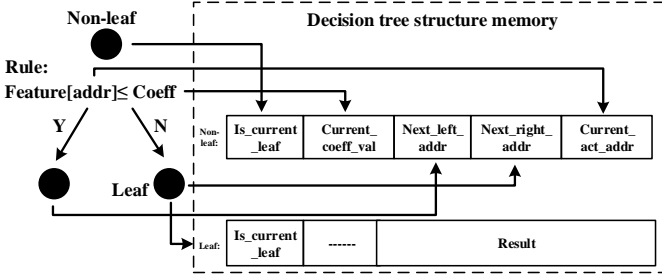 Non-leaf
Decision tree structure memory
Rule:
Feature[addr]≤ Coeff
Y
N
Leaf
Non-
leaf:
Is_current
_leaf
Current_
coeff_val
Next_left_
addr
Next_right_
addr
Current_
act_addr
Leaf:
Is_current
_leaf
------
Result